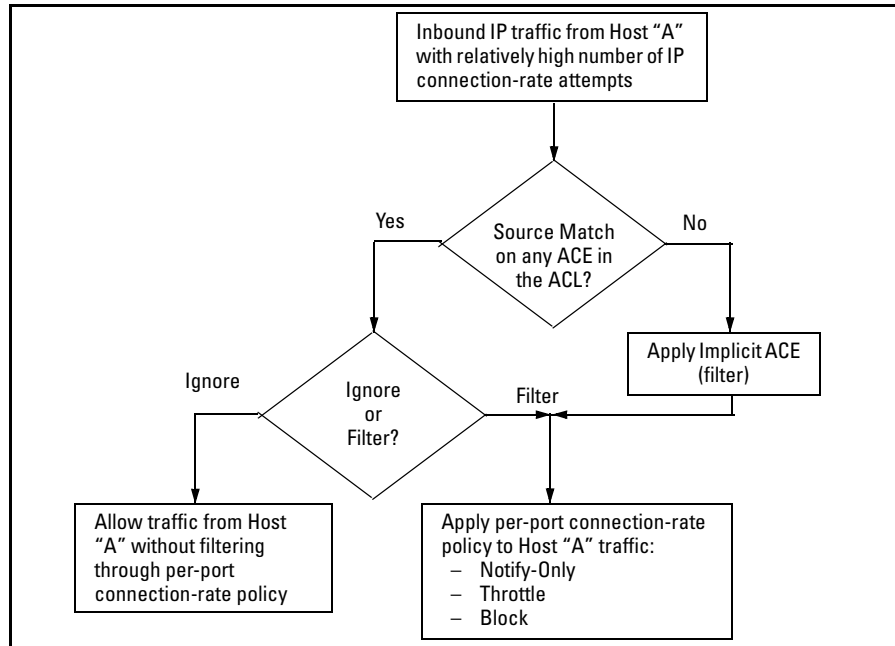 Inbound IP traffic from Host “A”
with relatively high number of IP
connection-rate attempts
Yes
No
Source Match
on any ACE in
the ACL?
Apply Implicit ACE
(filter)
Ignore
Ignore
or
Filter?
Filter
Allow traffic from Host
“A” without filtering
through per-port
connection-rate policy
Apply per-port connection-rate
policy to Host “A” traffic:
– Notify-Only
– Throttle
– Block